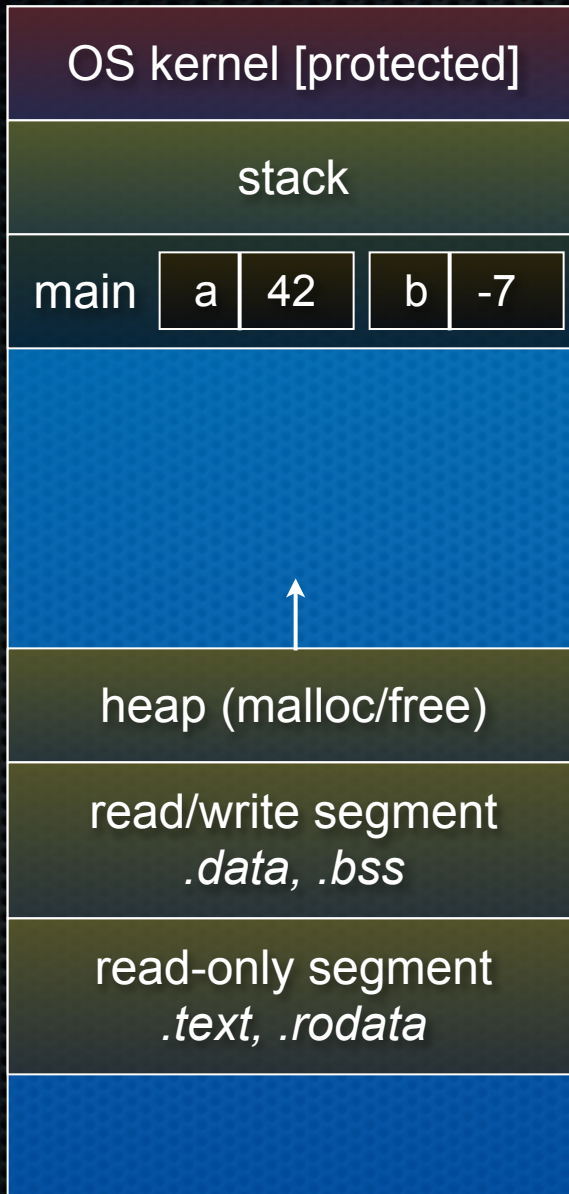 OS kernel [protected]
stack
main a 42 b -7
heap (malloc/free)
read/write segment
.data, .bss
read-only segment
.text, .rodata